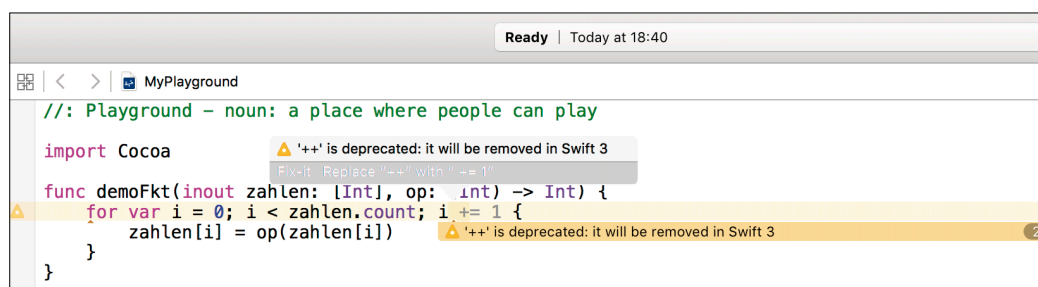 Ready | Today at 18:40
MyPlayground
//: Playground – noun: a place where people can play
import Cocoa
'++' is deprecated: it will be removed in Swift 3
Fix-it Replace "++" with " += 1"
func demoFkt(inout zahlen: [Int], op: Int) -> Int) {
for var i = 0; i < zahlen.count; i += 1 {
zahlen[i] = op(zahlen[i])
'++' is deprecated: it will be removed in Swift 3
2
}
}